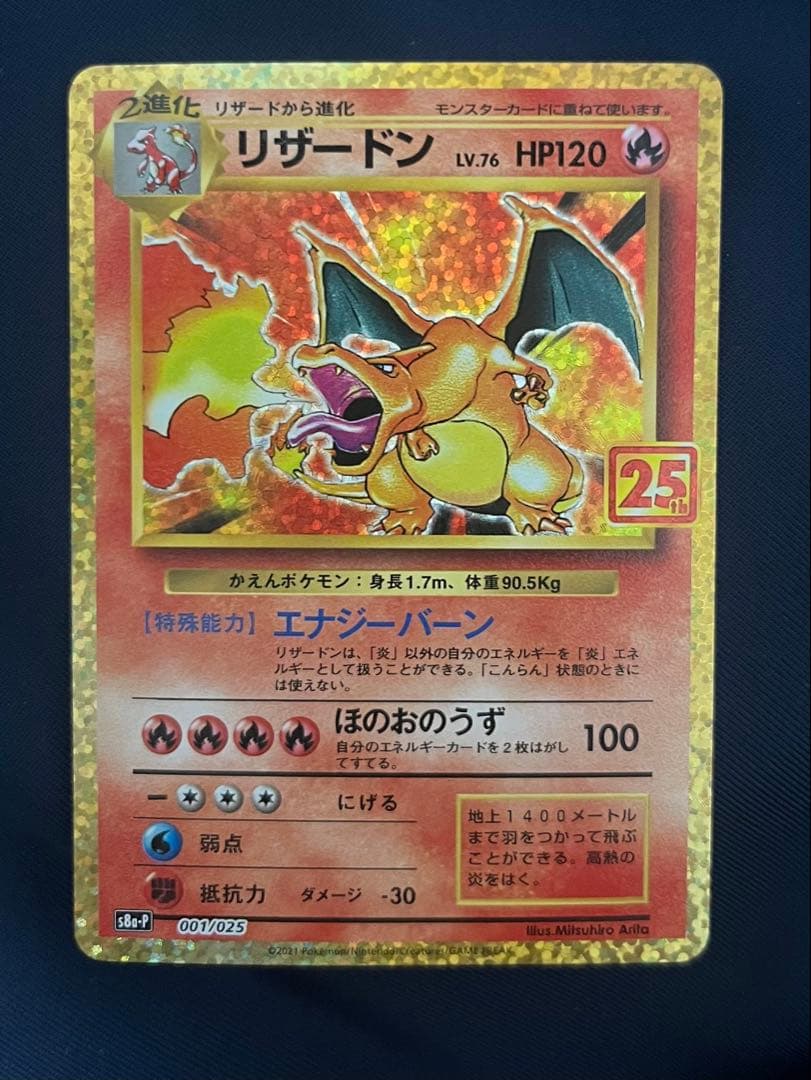 2進化 リザードから進化 モンスターカードに重ねて使います。
リザードン LV.76 HP120
25th
かえんポケモン：身長1.7m、体重90.5Kg
【特殊能力】 エナジーバーン
リザードンは、「炎」以外の自分のエネルギーを「炎」エネ
ルギーとして扱うことができる。「こんらん」状態のときに
は使えない。
ほのおのうず 100
自分のエネルギーカードを2枚はがし
てすてる。
にげる
弱点
抵抗力 ダメージ -30
地上1400メートル
まで羽をつかって飛ぶ
ことができる。高熱の
炎をはく。
s8a-P 001/025 Illus.Mitsuhiro Arita
©2021 Pokémon/Nintendo/Creatures/GAME FREAK